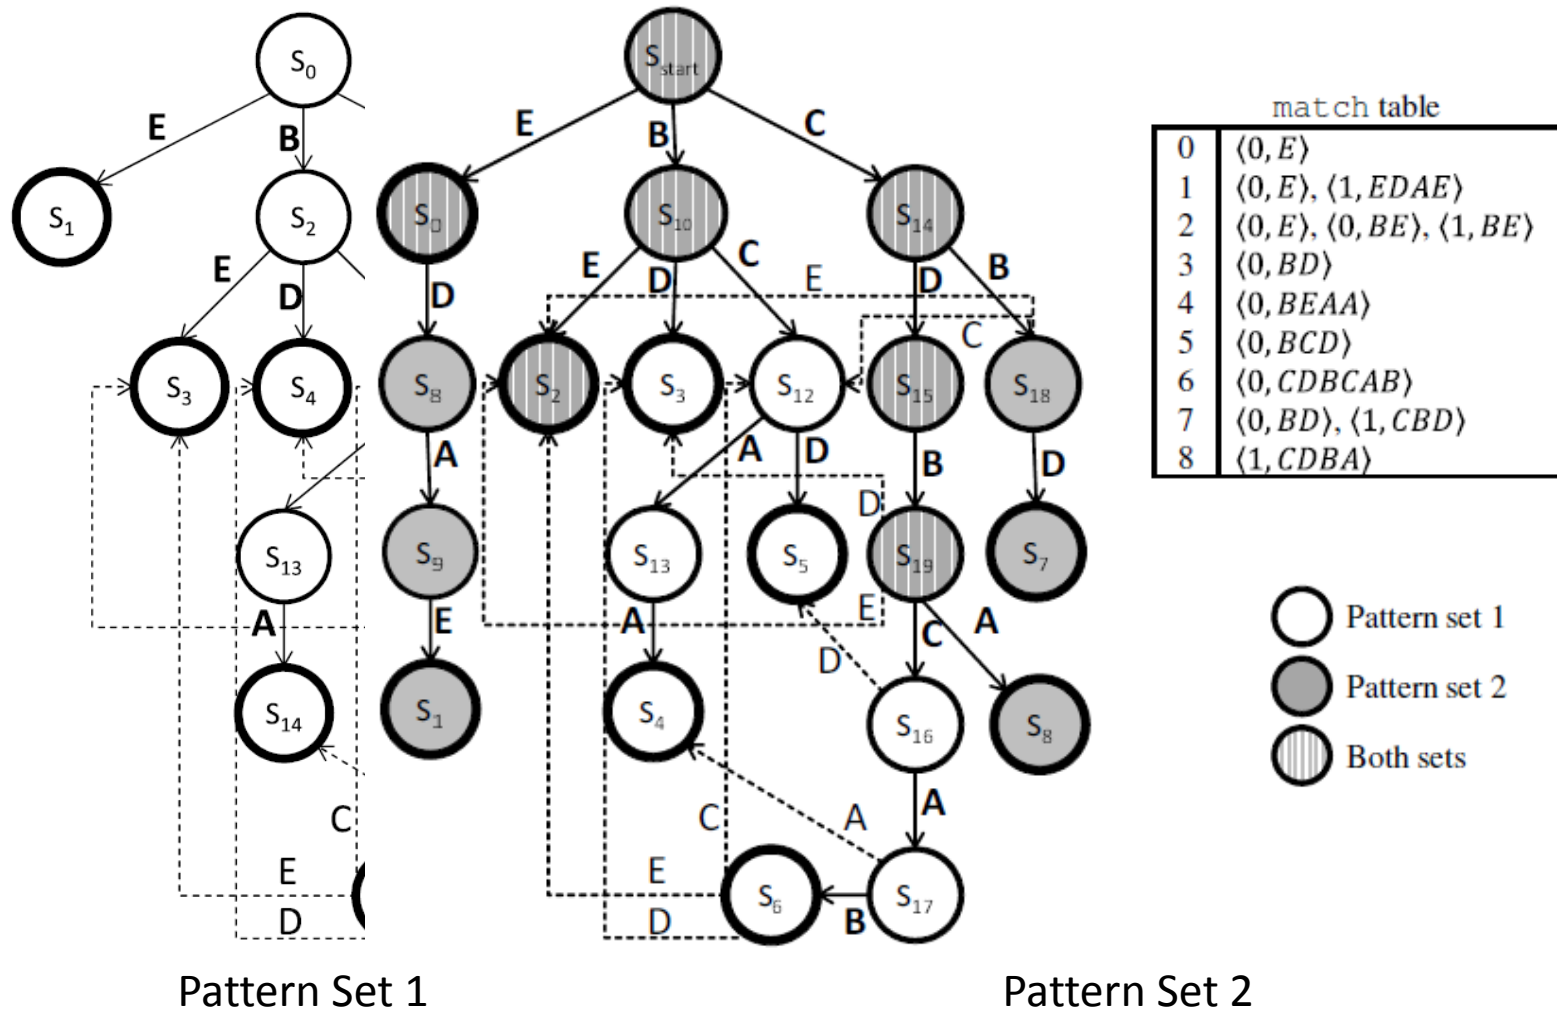 S0
Sstart
E
B
E
B
C
S1
S2
S0
S10
S14
E
D
D
E
D
C
D
B
E
C
S3
S4
S8
S2
S3
S12
S15
S18
A
A
D
B
D
D
S13
S9
S13
S5
S19
S7
E
A
E
A
C
A
D
S14
S1
S4
S16
S8
C
C
A
A
E
E
S6
S17
D
D
B
Pattern Set 1
Pattern Set 2
match table
0 ⟨0, E⟩
1 ⟨0, E⟩, ⟨1, EDAE⟩
2 ⟨0, E⟩, ⟨0, BE⟩, ⟨1, BE⟩
3 ⟨0, BD⟩
4 ⟨0, BEAA⟩
5 ⟨0, BCD⟩
6 ⟨0, CDBCAB⟩
7 ⟨0, BD⟩, ⟨1, CBD⟩
8 ⟨1, CDBA⟩
Pattern set 1
Pattern set 2
Both sets